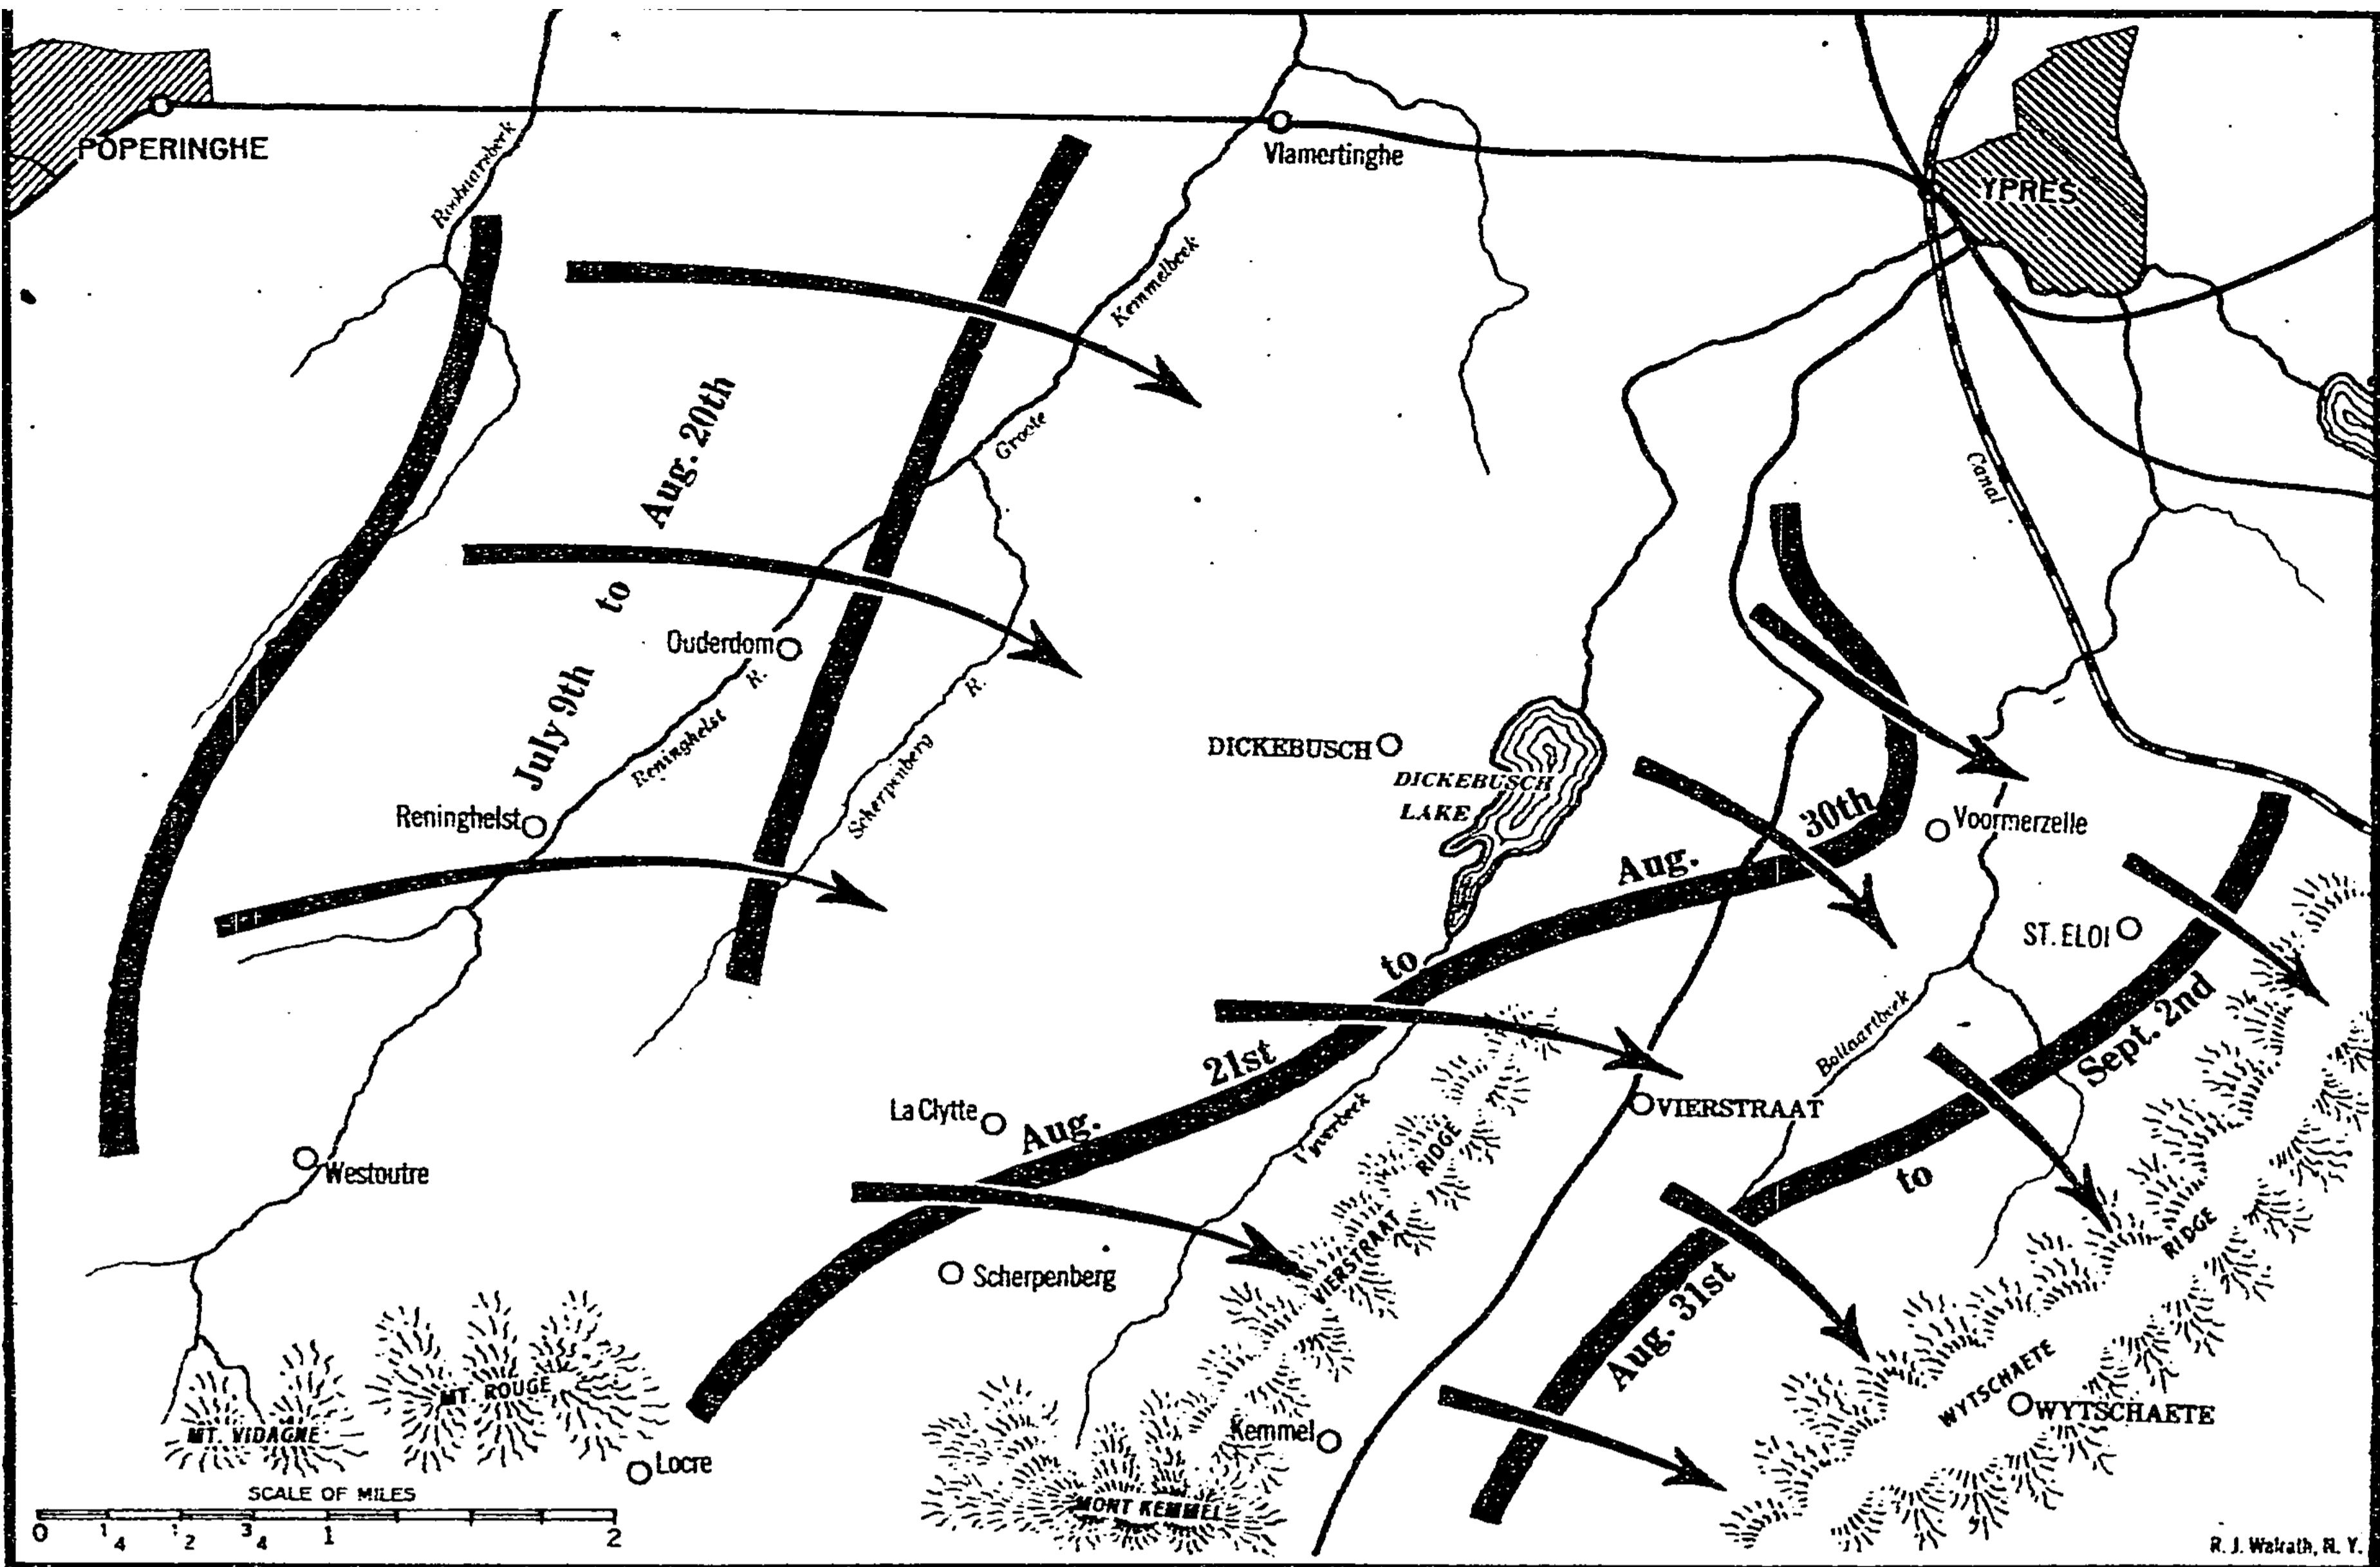 POPERINGHE
Vlamertinghe
YPRES
Kemmelbeek
Groote
Canal
July 9th to Aug. 20th
Ouderdom
Reninghelst R.
Scherpenberg R.
Reninghelst
DICKEBUSCH
DICKEBUSCH
LAKE
Voormerzelle
ST. ELOI
Aug. 21st to Aug. 30th
La Clytte
VIERSTRAAT
Bollaartbeek
Aug. 31st to Sept. 2nd
Westoutre
Scherpenberg
VIERSTRAAT RIDGE
WYTSCHAETE RIDGE
WYTSCHAETE
MT. ROUGE
MT. VIDAGNE
Locre
Kemmel
MONT KEMMEL
SCALE OF MILES
0 1/4 1/2 3/4 1 2
R. J. Walrath, N. Y.